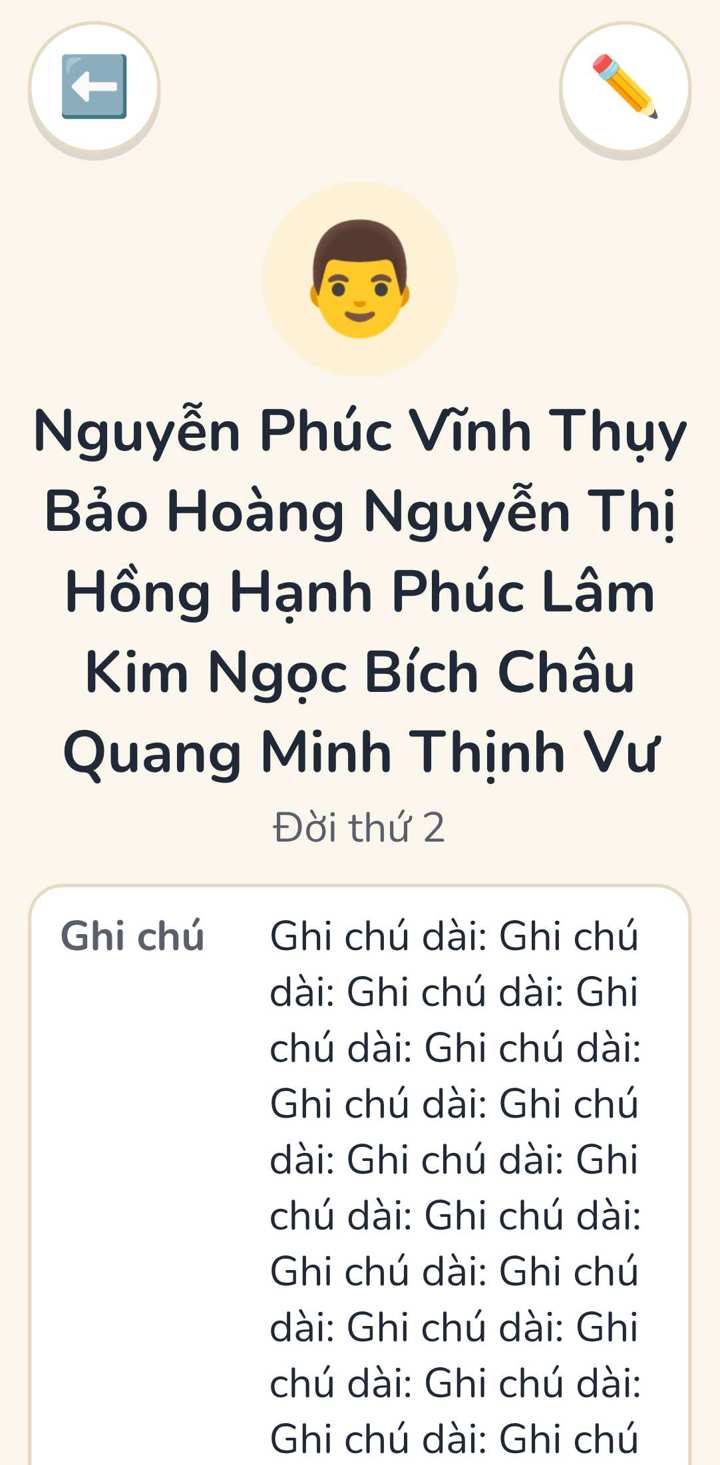 Nguyễn Phúc Vĩnh Thụy
Bảo Hoàng Nguyễn Thị
Hồng Hạnh Phúc Lâm
Kim Ngọc Bích Châu
Quang Minh Thịnh Vư
Đời thứ 2
Ghi chú
Ghi chú dài: Ghi chú
dài: Ghi chú dài: Ghi
chú dài: Ghi chú dài:
Ghi chú dài: Ghi chú
dài: Ghi chú dài: Ghi
chú dài: Ghi chú dài:
Ghi chú dài: Ghi chú
dài: Ghi chú dài: Ghi
chú dài: Ghi chú dài:
Ghi chú dài: Ghi chú